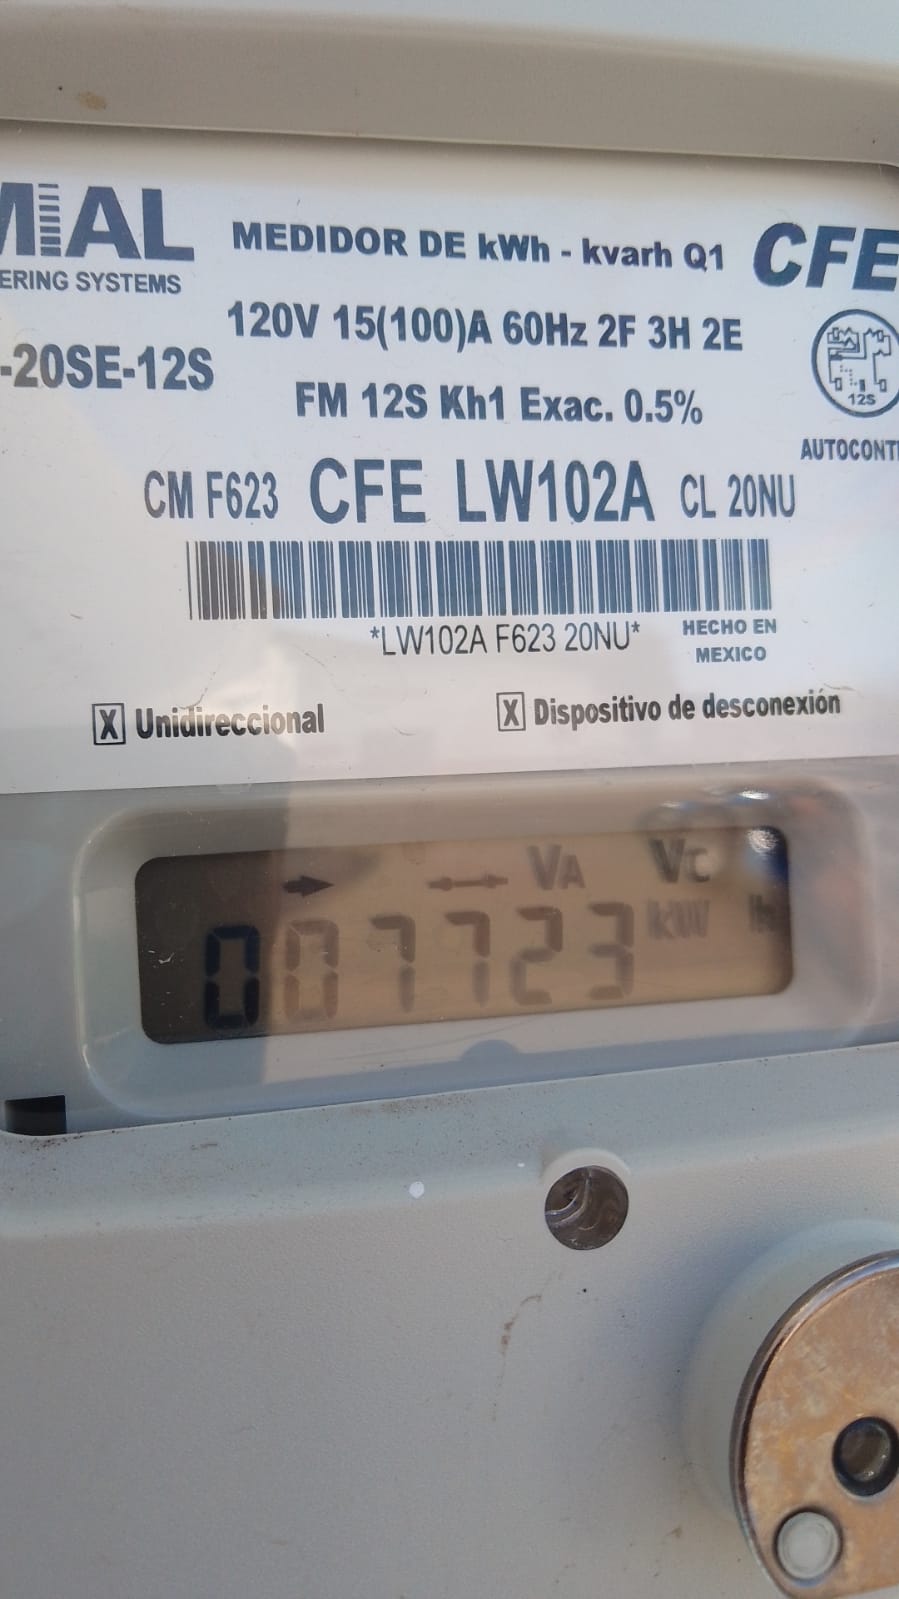 MIAL
ERING SYSTEMS
MEDIDOR DE kWh - kvarh Q1
CFE
120V 15(100)A 60Hz 2F 3H 2E
-20SE-12S
FM 12S Kh1 Exac. 0.5%
12S
AUTOCONT
CM F623 CFE LW102A CL 20NU
*LW102A F623 20NU*
HECHO EN
MEXICO
X Unidireccional
X Dispositivo de desconexión
VA VC
007723 kW h